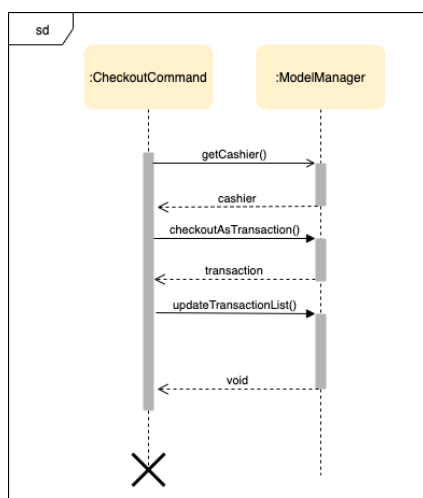 sd
:CheckoutCommand
:ModelManager
getCashier()
cashier
checkoutAsTransaction()
transaction
updateTransactionList()
void